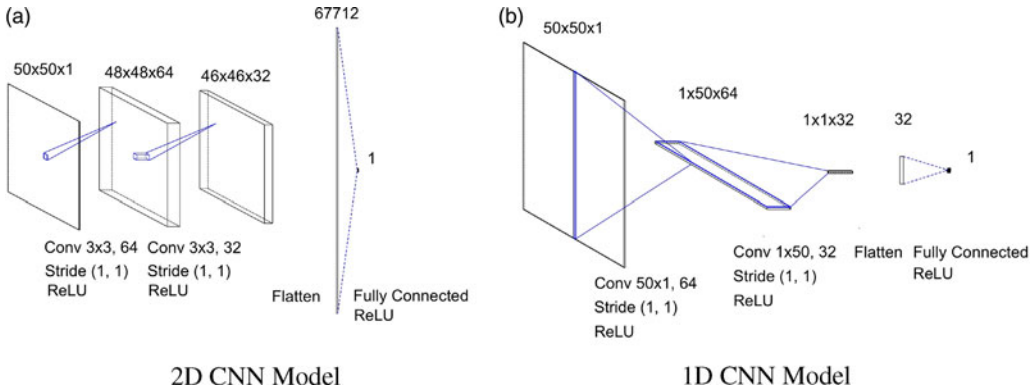 (a)
67712
50x50x1
48x48x64
46x46x32
1
Conv 3x3, 64
Stride (1, 1)
ReLU
Conv 3x3, 32
Stride (1, 1)
ReLU
Flatten
Fully Connected
ReLU
2D CNN Model
(b)
50x50x1
1x50x64
1x1x32
32
1
Conv 50x1, 64
Stride (1, 1)
ReLU
Conv 1x50, 32
Stride (1, 1)
ReLU
Flatten
Fully Connected
ReLU
1D CNN Model